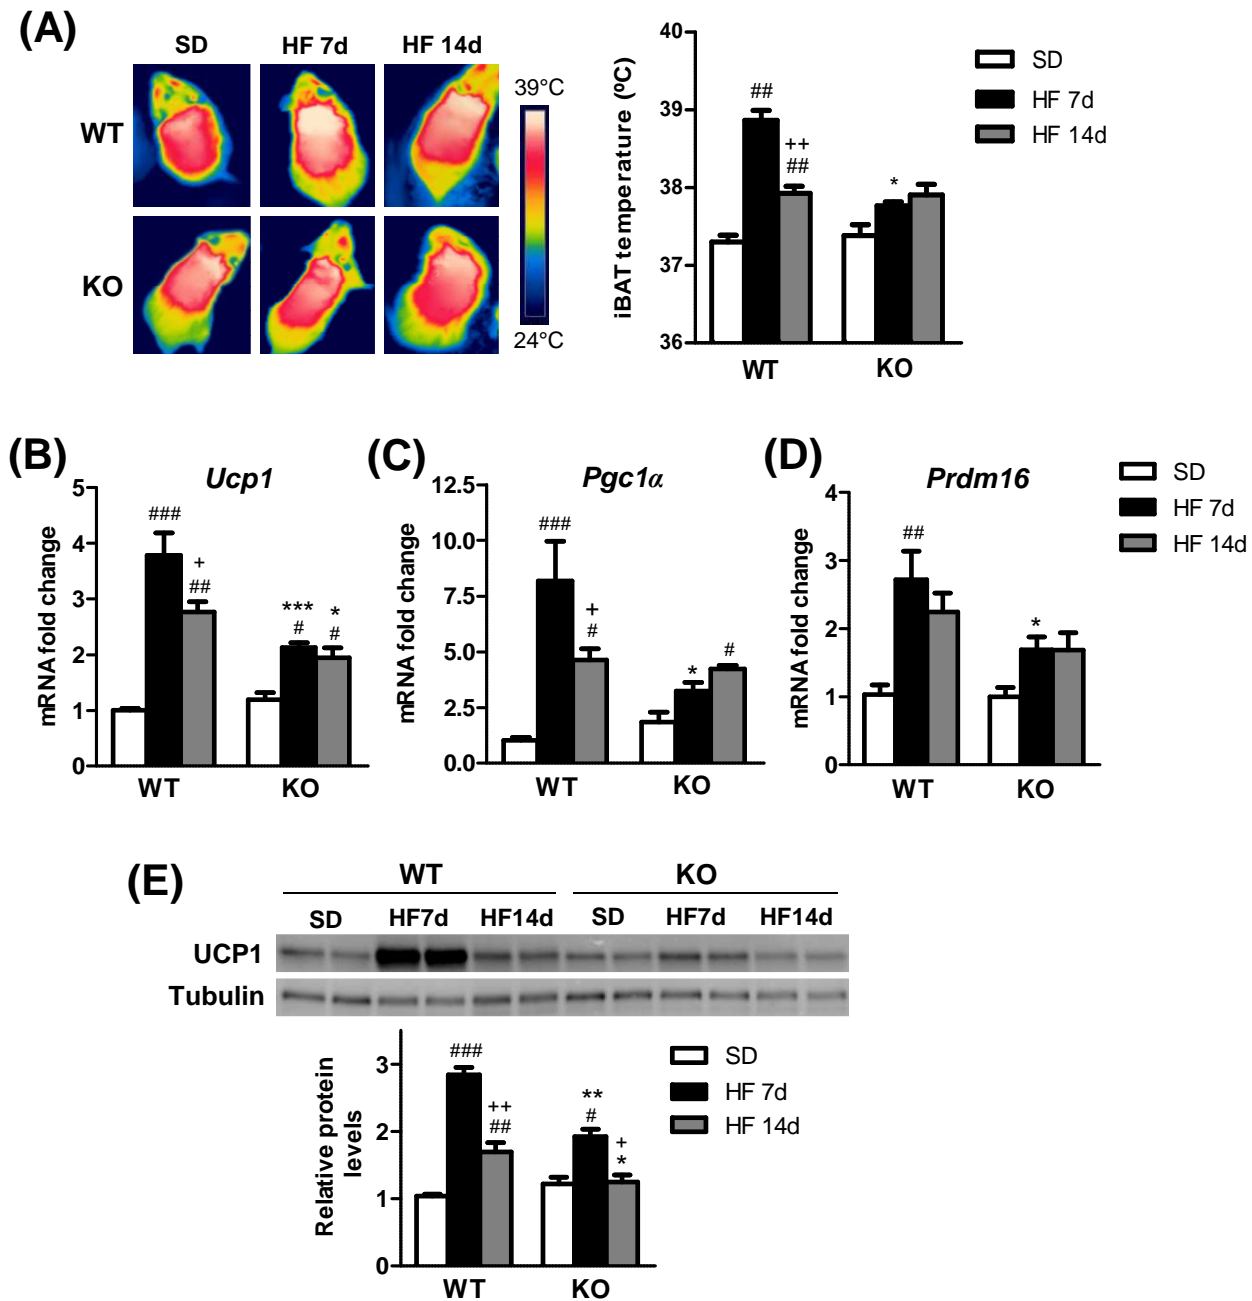 (A)
SD HF 7d HF 14d
WT
KO
39°C
24°C
iBAT temperature (ºC)
40
39
38
37
36
##
++
##
*
WT KO
SD
HF 7d
HF 14d
(B)
Ucp1
mRNA fold change
5
4
3
2
1
0
###
+
##
***
#
*
#
WT KO
(C)
Pgc1α
mRNA fold change
12.5
10.0
7.5
5.0
2.5
0.0
###
+
#
*
#
WT KO
(D)
Prdm16
mRNA fold change
4
3
2
1
0
##
*
WT KO
SD
HF 7d
HF 14d
(E)
WT KO
SD HF7d HF14d SD HF7d HF14d
UCP1
Tubulin
Relative protein
levels
3
2
1
0
###
++
##
**
#
+
*
WT KO
SD
HF 7d
HF 14d